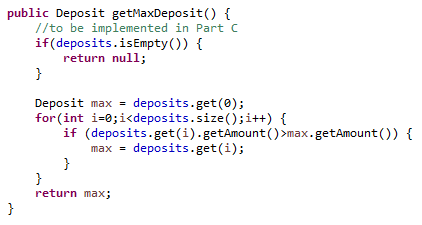 public Deposit getMaxDeposit() {
    //to be implemented in Part C
    if(deposits.isEmpty()) {
        return null;
    }

    Deposit max = deposits.get(0);
    for(int i=0;i<deposits.size();i++) {
        if (deposits.get(i).getAmount()>max.getAmount()) {
            max = deposits.get(i);
        }
    }
    return max;
}